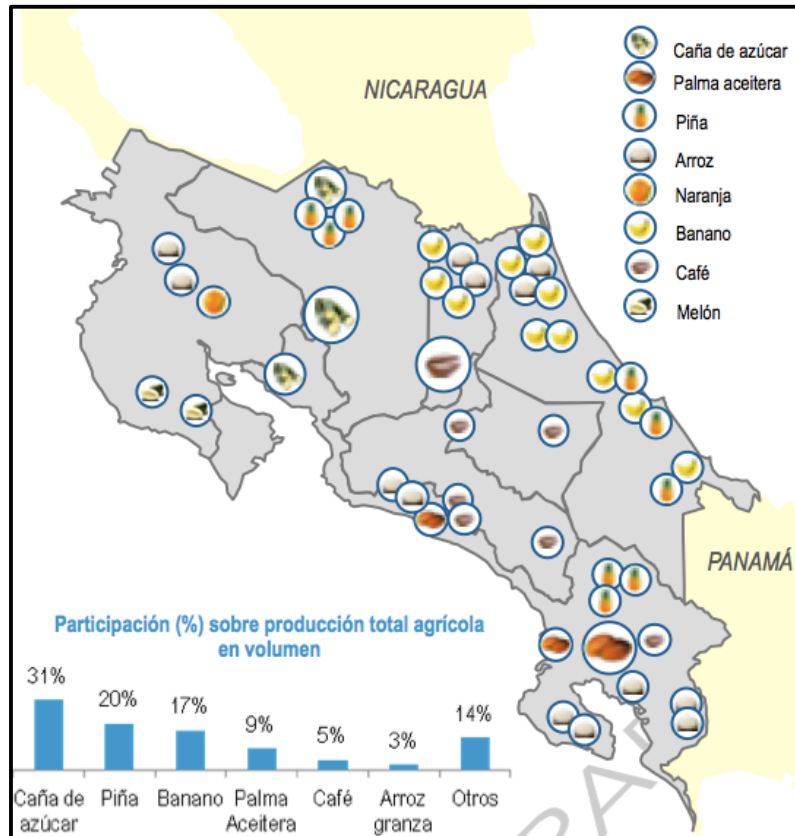 NICARAGUA
Caña de azúcar
Palma aceitera
Piña
Arroz
Naranja
Banano
Café
Melón
PANAMÁ
Participación (%) sobre producción total agrícola
en volumen
31%
20%
17%
9%
5%
3%
14%
Caña de
azúcar
Piña
Banano
Palma
Aceitera
Café
Arroz
granza
Otros